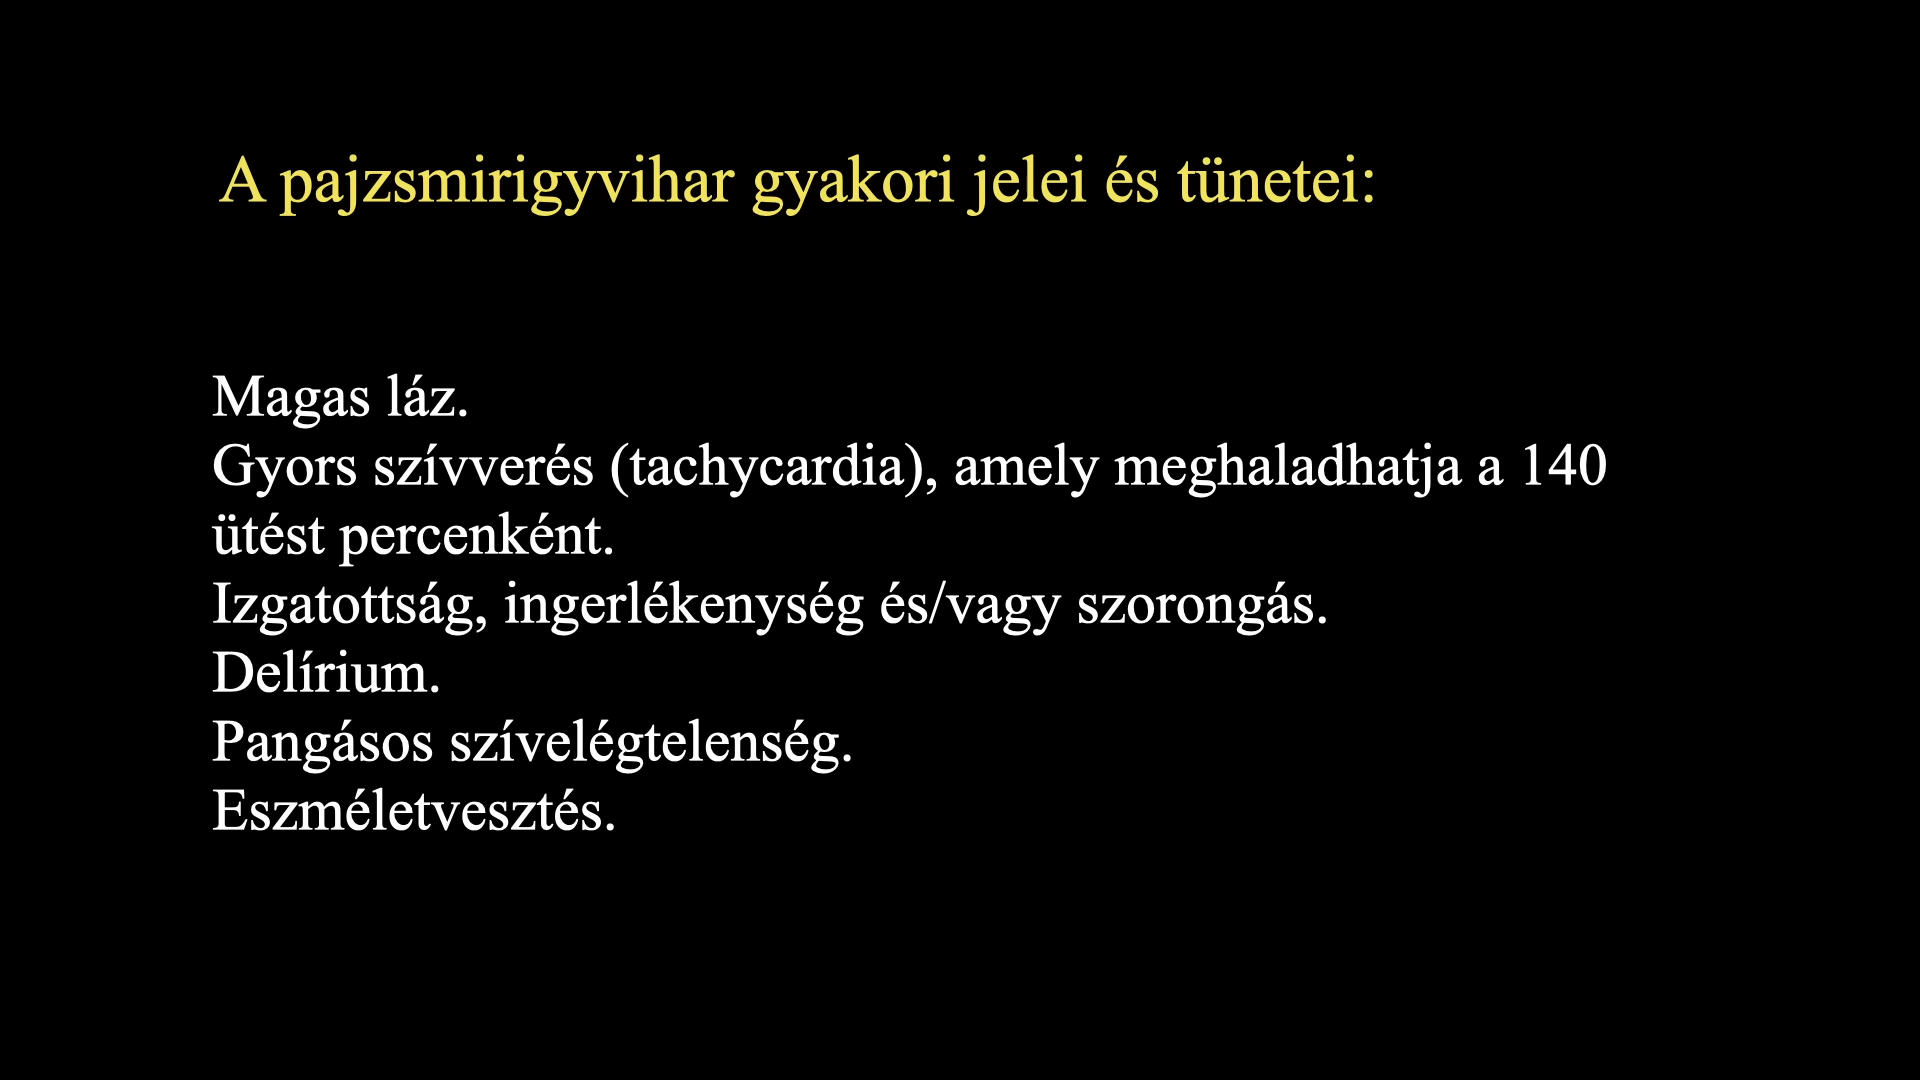 A pajzsmirigyvihar gyakori jelei és tünetei:
Magas láz.
Gyors szívverés (tachycardia), amely meghaladhatja a 140
ütést percenként.
Izgatottság, ingerlékenység és/vagy szorongás.
Delírium.
Pangásos szívelégtelenség.
Eszméletvesztés.